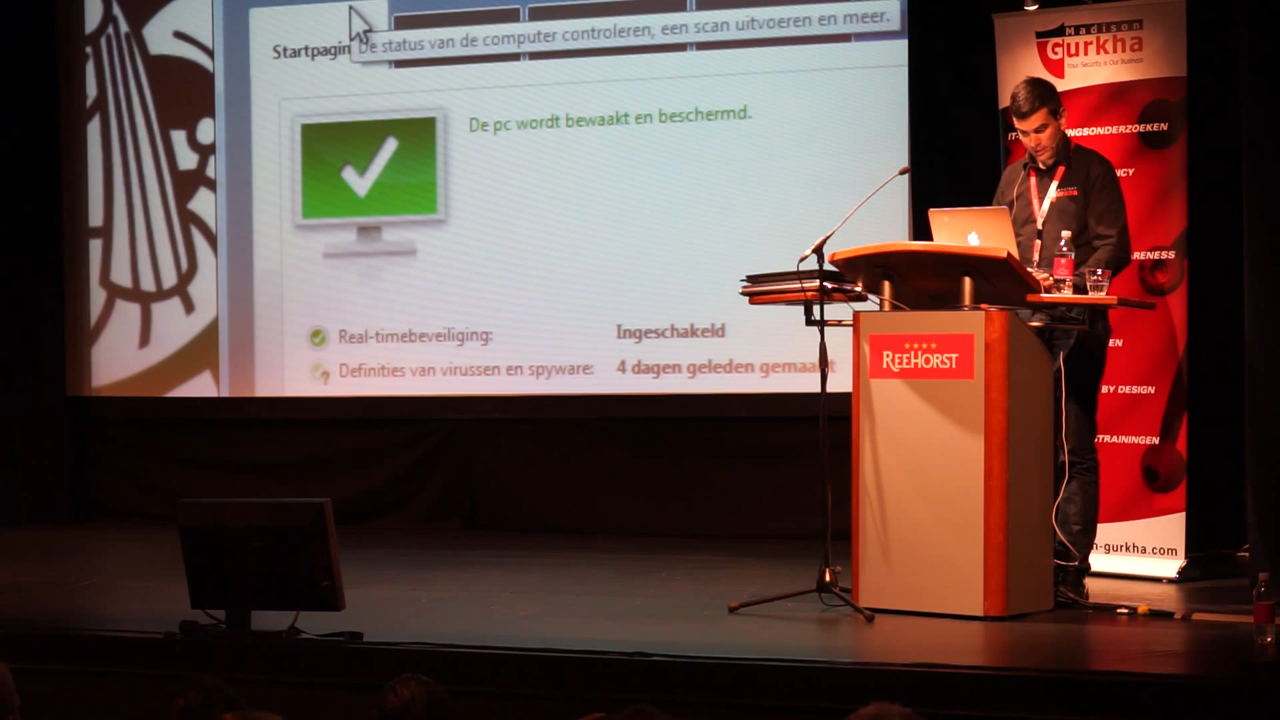 Startpagin
De status van de computer controleren, een scan uitvoeren en meer.
De pc wordt bewaakt en beschermd.
Real-timebeveiliging: Ingeschakeld
Definities van virussen en spyware: 4 dagen geleden gemaakt
Madison
Gurkha
Your Security is Our Business
IT- NGSONDERZOEKEN
NCY
ARENESS
EN
BY DESIGN
STRAININGEN
n-gurkha.com
REEHORST